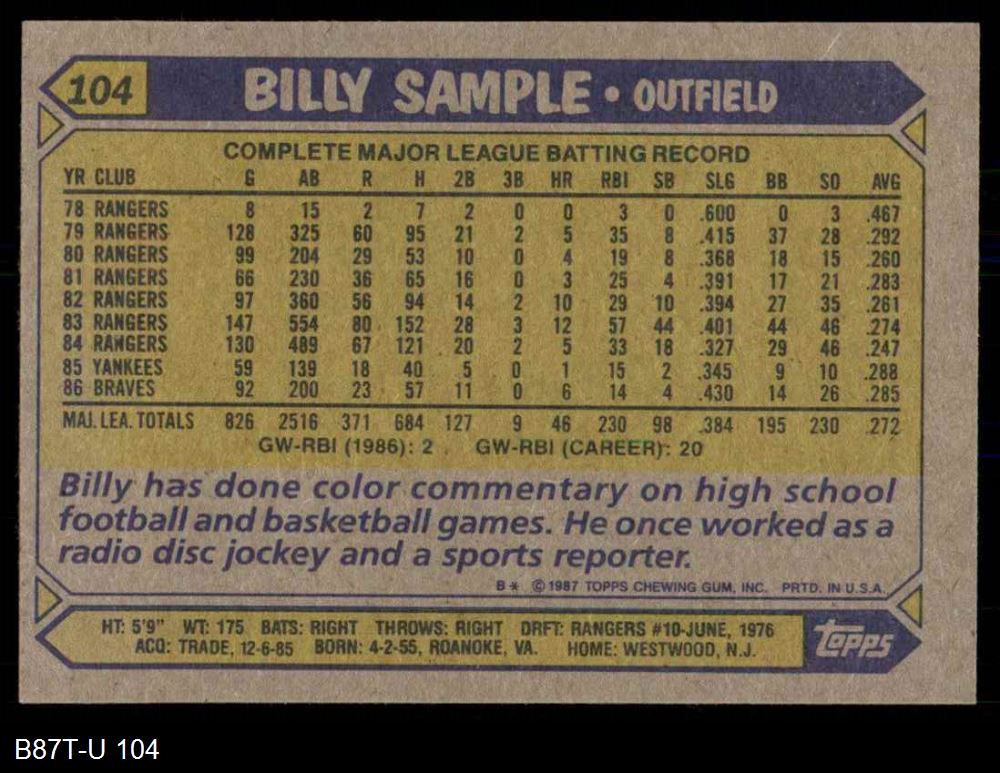 104 BILLY SAMPLE • OUTFIELD
COMPLETE MAJOR LEAGUE BATTING RECORD
YR CLUB G AB R H 2B 3B HR RBI SB SLG BB SO AVG
78 RANGERS 8 15 2 7 2 0 0 3 0 .600 0 3 .467
79 RANGERS 128 325 60 95 21 2 5 35 8 .415 37 28 .292
80 RANGERS 99 204 29 53 10 0 4 19 8 .368 18 15 .260
81 RANGERS 66 230 36 65 16 0 3 25 4 .391 17 21 .283
82 RANGERS 97 360 56 94 14 2 10 29 10 .394 27 35 .261
83 RANGERS 147 554 80 152 28 3 12 57 44 .401 44 46 .274
84 RANGERS 130 489 67 121 20 2 5 33 18 .327 29 46 .247
85 YANKEES 59 139 18 40 5 0 1 15 2 .345 9 10 .288
86 BRAVES 92 200 23 57 11 0 6 14 4 .430 14 26 .285
MAJ. LEA. TOTALS 826 2516 371 684 127 9 46 230 98 .384 195 230 .272
GW-RBI (1986): 2 GW-RBI (CAREER): 20
Billy has done color commentary on high school
football and basketball games. He once worked as a
radio disc jockey and a sports reporter.
B* © 1987 TOPPS CHEWING GUM, INC. PRTD. IN U.S.A.
HT: 5'9" WT: 175 BATS: RIGHT THROWS: RIGHT DRFT: RANGERS #10-JUNE, 1976
ACQ: TRADE, 12-6-85 BORN: 4-2-55, ROANOKE, VA. HOME: WESTWOOD, N.J.
TOPPS
B87T-U 104